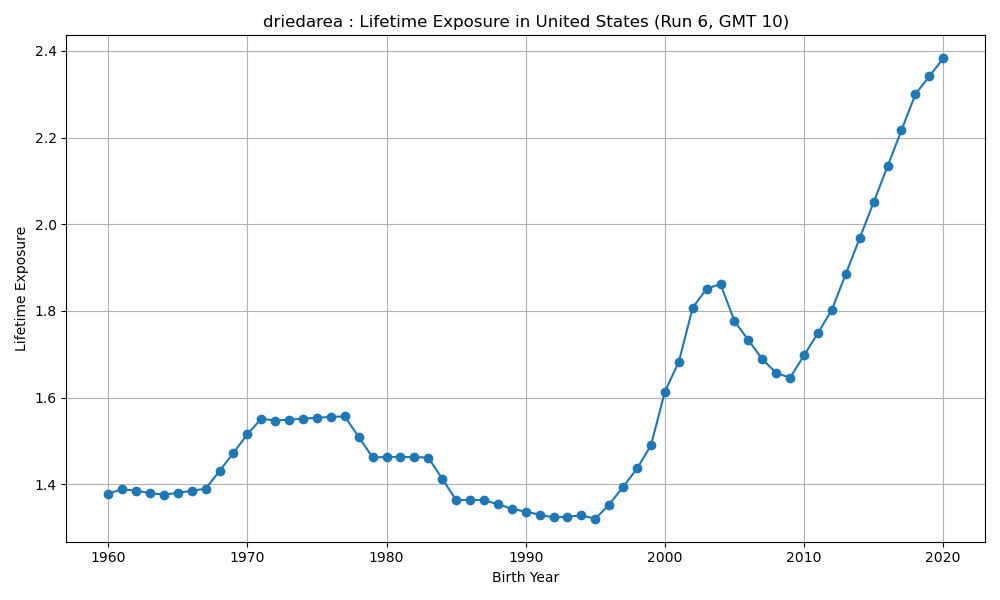 driedarea : Lifetime Exposure in United States (Run 6, GMT 10)
2.4
2.2
2.0
1.8
1.6
1.4
Lifetime Exposure
1960 1970 1980 1990 2000 2010 2020
Birth Year